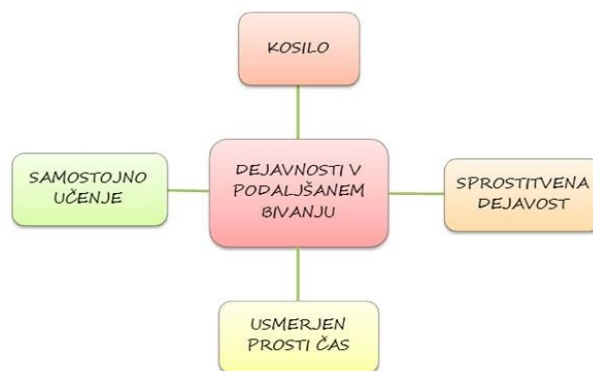 KOSILO
SAMOSTOJNO
UČENJE
DEJAVNOSTI V
PODALJŠANEM
BIVANJU
SPROSTITVENA
DEJAVOST
USMERJEN
PROSTI ČAS